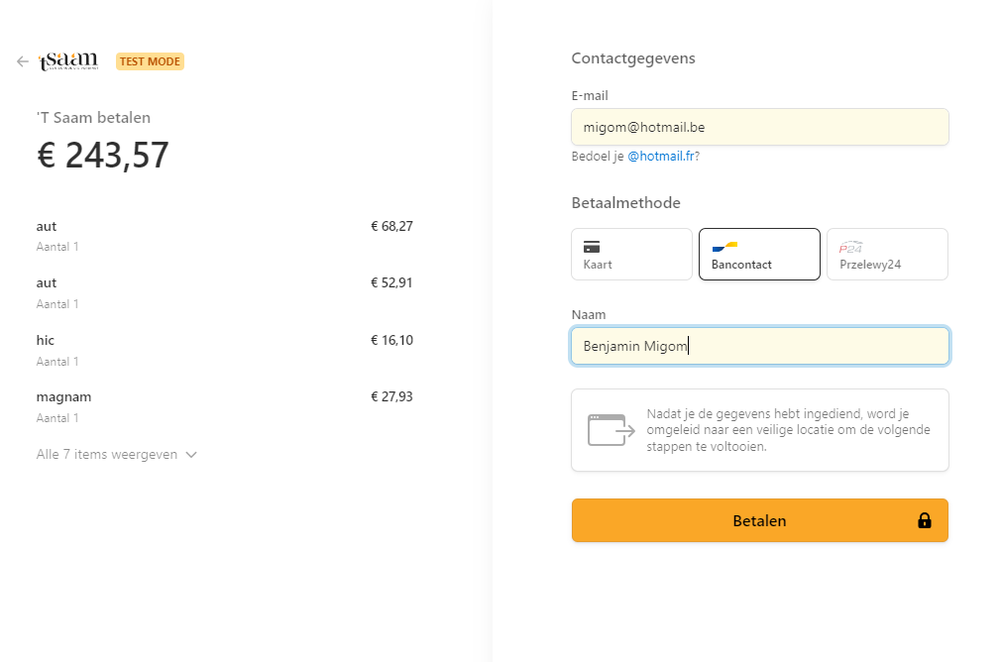 'tsaam
TEST MODE
'T Saam betalen
€ 243,57
aut € 68,27
Aantal 1
aut € 52,91
Aantal 1
hic € 16,10
Aantal 1
magnam € 27,93
Aantal 1
Alle 7 items weergeven
Contactgegevens
E-mail
migom@hotmail.be
Bedoel je @hotmail.fr?
Betaalmethode
Kaart
Bancontact
P24
Przelewy24
Naam
Benjamin Migom
Nadat je de gegevens hebt ingediend, word je
omgeleid naar een veilige locatie om de volgende
stappen te voltooien.
Betalen